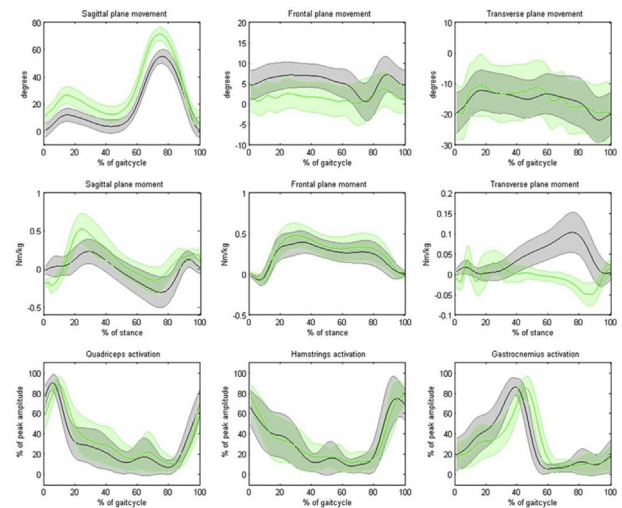 Sagittal plane movement Frontal plane movement Transverse plane movement
80 20 10
60 15 0
40 10
20 5 -10
0 0 -20
-5
-10 -30
degrees degrees degrees
0 20 40 60 80 100 0 20 40 60 80 100 0 20 40 60 80 100
% of gaitcycle % of gaitcycle % of gaitcycle
Sagittal plane moment Frontal plane moment Transverse plane moment
1 1 0.2
0.15
0.5 0.5 0.1
0.05
0 0 0
-0.05
-0.5 -0.5 -0.1
Nm/kg Nm/kg Nm/kg
0 20 40 60 80 100 0 20 40 60 80 100 0 20 40 60 80 100
% of stance % of stance % of stance
Quadriceps activation Hamstrings activation Gastrocnemius activation
100 100 100
80 80 80
60 60 60
40 40 40
20 20 20
0 0 0
% of peak amplitude % of peak amplitude % of peak amplitude
0 20 40 60 80 100 0 20 40 60 80 100 0 20 40 60 80 100
% of gaitcycle % of gaitcycle % of gaitcycle